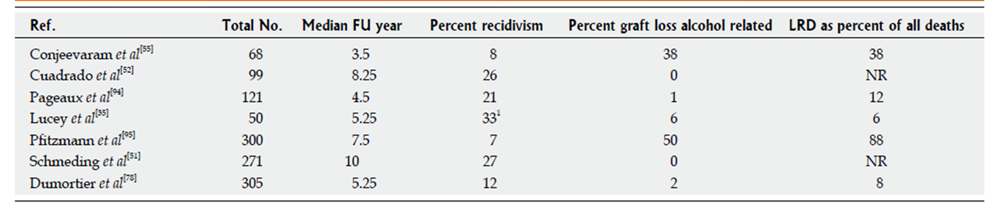 Ref. Total No. Median FU year Percent recidivism Percent graft loss alcohol related LRD as percent of all deaths
Conjeevaram et al[55] 68 3.5 8 38 38
Cuadrado et al[52] 99 8.25 26 0 NR
Pageaux et al[94] 121 4.5 21 1 12
Lucey et al[35] 50 5.25 33¹ 6 6
Pfitzmann et al[95] 300 7.5 7 50 88
Schmeding et al[51] 271 10 27 0 NR
Dumortier et al[78] 305 5.25 12 2 8